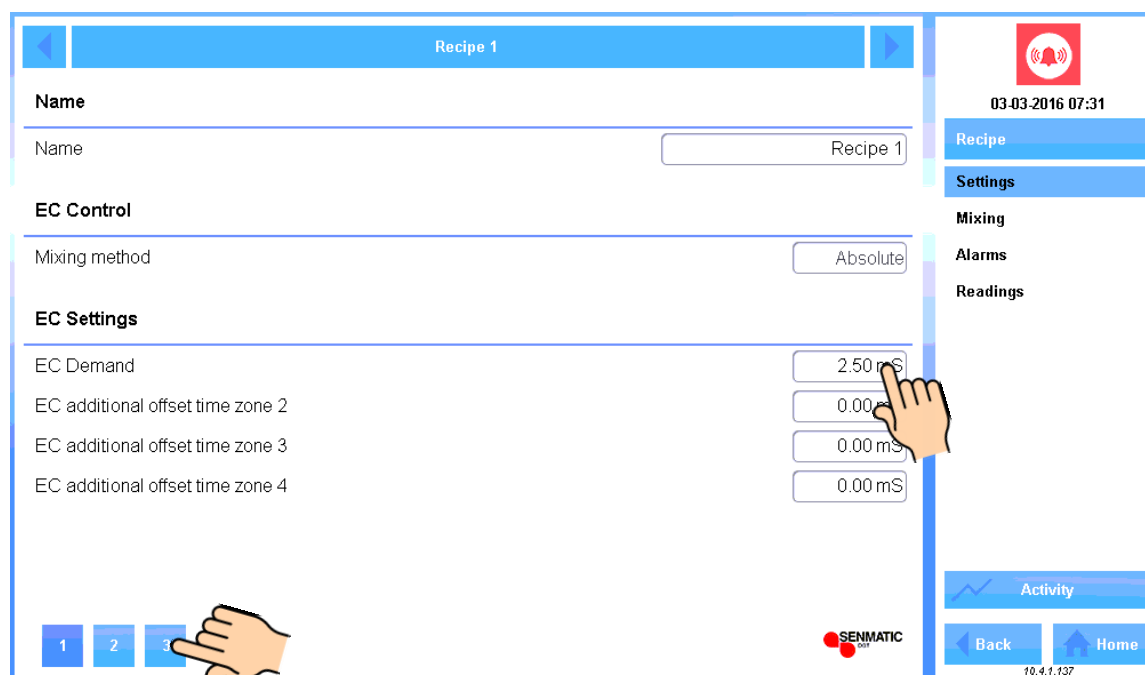 Recipe 1
03-03-2016 07:31
Name
Recipe
Name Recipe 1
Settings
EC Control
Mixing
Mixing method Absolute
Alarms
Readings
EC Settings
EC Demand 2.50 mS
EC additional offset time zone 2 0.00
EC additional offset time zone 3 0.00 mS
EC additional offset time zone 4 0.00 mS
Activity
1 2 3
SENMATIC
DGT
Back Home
10.4.1.137